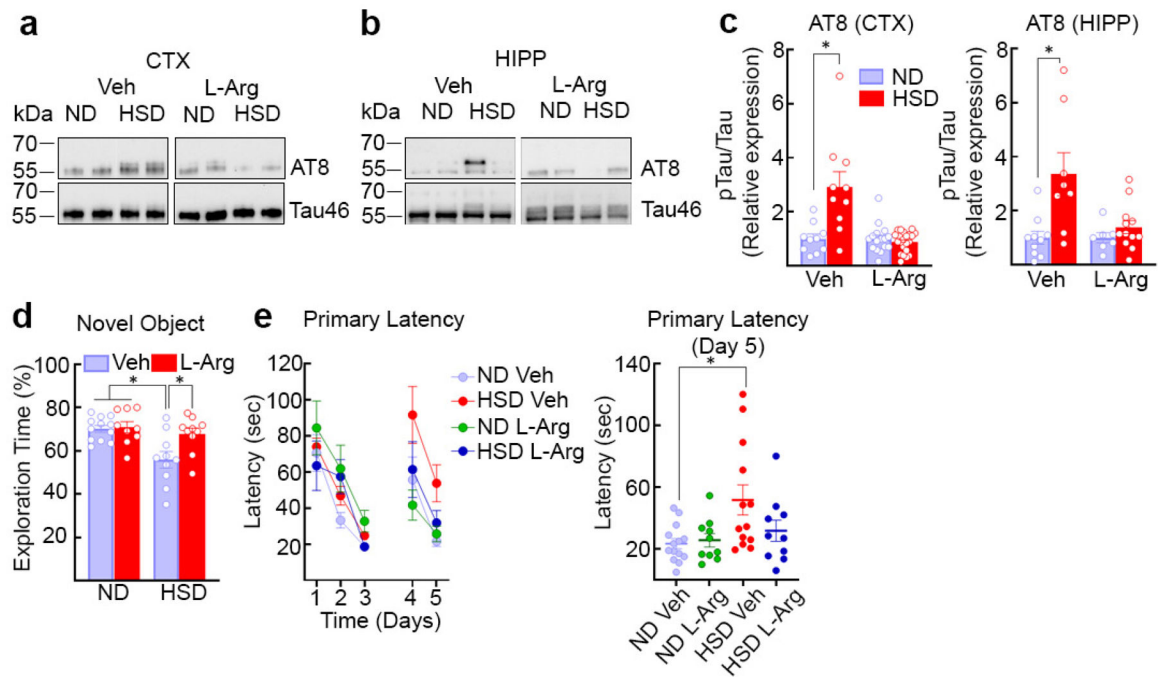 a
CTX
Veh L-Arg
kDa ND HSD ND HSD
70
55
AT8
70
55
Tau46
b
HIPP
Veh L-Arg
kDa ND HSD ND HSD
70
55
AT8
70
55
Tau46
c
AT8 (CTX)
pTau/Tau
(Relative expression)
8
6
4
2
*
ND
HSD
Veh L-Arg
AT8 (HIPP)
pTau/Tau
(Relative expression)
8
6
4
2
*
Veh L-Arg
d
Novel Object
Exploration Time (%)
100
80
60
40
20
Veh L-Arg
* *
ND HSD
e
Primary Latency
Latency (sec)
120
100
80
60
40
20
1 2 3 4 5
Time (Days)
ND Veh
HSD Veh
ND L-Arg
HSD L-Arg
Primary Latency
(Day 5)
Latency (sec)
140
100
60
20
*
ND Veh
ND L-Arg
HSD Veh
HSD L-Arg